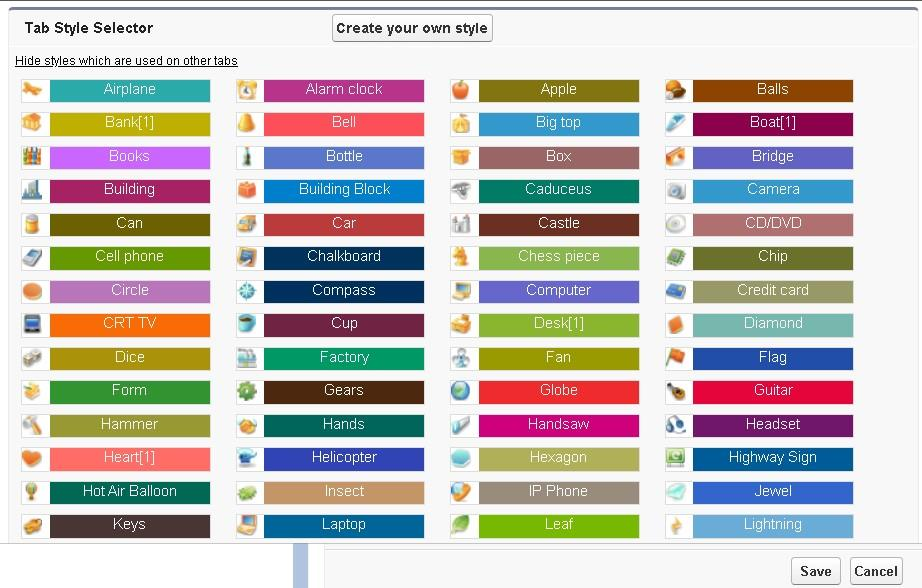 Tab Style Selector Create your own style
Hide styles which are used on other tabs
Airplane Alarm clock Apple Balls
Bank[1] Bell Big top Boat[1]
Books Bottle Box Bridge
Building Building Block Caduceus Camera
Can Car Castle CD/DVD
Cell phone Chalkboard Chess piece Chip
Circle Compass Computer Credit card
CRT TV Cup Desk[1] Diamond
Dice Factory Fan Flag
Form Gears Globe Guitar
Hammer Hands Handsaw Headset
Heart[1] Helicopter Hexagon Highway Sign
Hot Air Balloon Insect IP Phone Jewel
Keys Laptop Leaf Lightning
Save Cancel